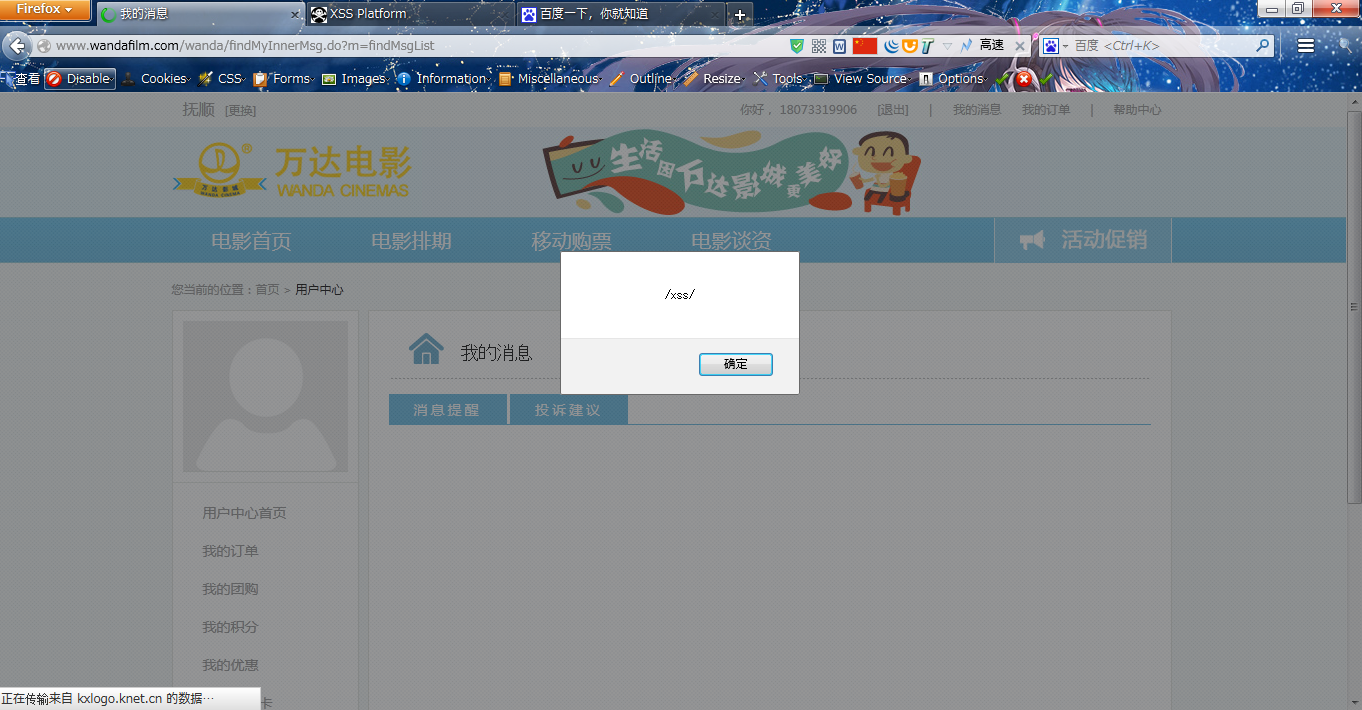 Firefox
我的消息
XSS Platform
百度一下，你就知道
www.wandafilm.com/wanda/findMyInnerMsg.do?m=findMsgList
高速
百度 <Ctrl+K>
查看 Disable Cookies CSS Forms Images Information Miscellaneous Outline Resize Tools View Source Options
抚顺 [更换]
你好， 18073319906 [退出] | 我的消息 我的订单 | 帮助中心
万达电影
WANDA CINEMAS
万达影城
WANDA CINEMA
生活因万达影城更美好
电影首页 电影排期 移动购票 电影谈资 活动促销
您当前的位置：首页 > 用户中心
/xss/
确定
我的消息
消息提醒 投诉建议
用户中心首页
我的订单
我的团购
我的积分
我的优惠
卡
正在传输来自 kxlogo.knet.cn 的数据…